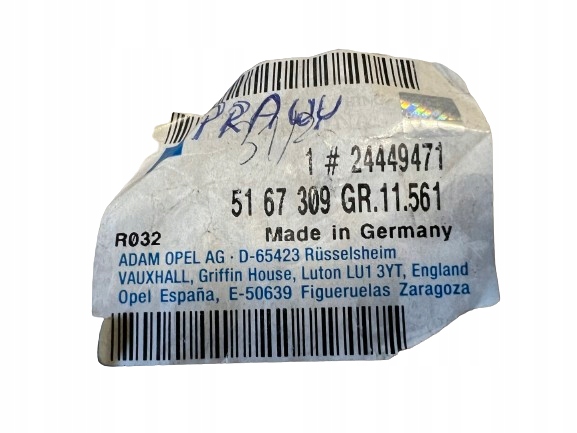 PRAWY
1 # 24449471
51 67 309 GR.11.561
R032 Made in Germany
ADAM OPEL AG · D-65423 Rüsselsheim
VAUXHALL, Griffin House, Luton LU1 3YT, England
Opel España, E-50639 Figueruelas Zaragoza